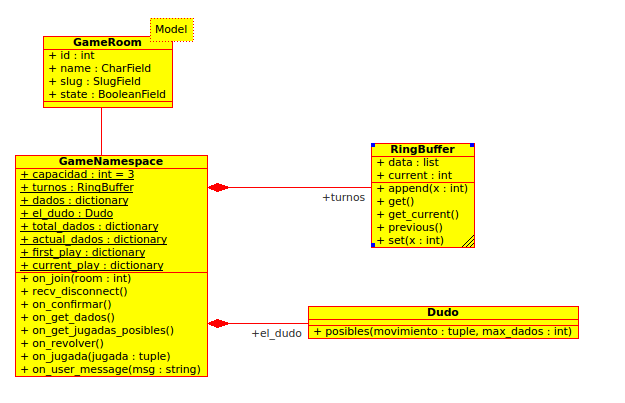 Model
GameRoom
+ id : int
+ name : CharField
+ slug : SlugField
+ state : BooleanField
GameNamespace
+ capacidad : int = 3
+ turnos : RingBuffer
+ dados : dictionary
+ el_dudo : Dudo
+ total_dados : dictionary
+ actual_dados : dictionary
+ first_play : dictionary
+ current_play : dictionary
+ on_join(room : int)
+ recv_disconnect()
+ on_confirmar()
+ on_get_dados()
+ on_get_jugadas_posibles()
+ on_revolver()
+ on_jugada(jugada : tuple)
+ on_user_message(msg : string)
+turnos
RingBuffer
+ data : list
+ current : int
+ append(x : int)
+ get()
+ get_current()
+ previous()
+ set(x : int)
+el_dudo
Dudo
+ posibles(movimiento : tuple, max_dados : int)